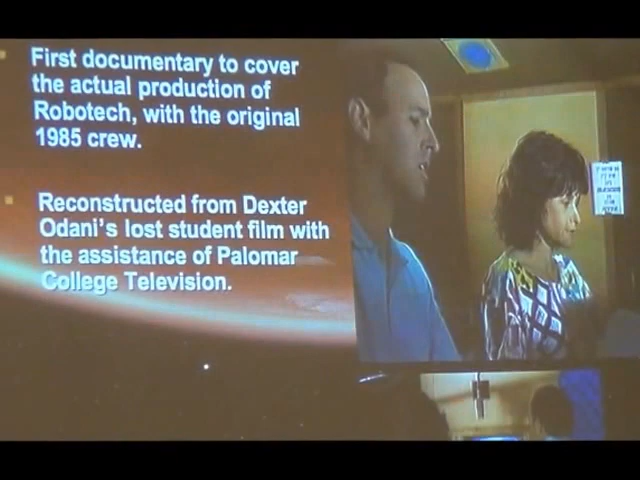 First documentary to cover
the actual production of
Robotech, with the original
1985 crew.
Reconstructed from Dexter
Odani's lost student film with
the assistance of Palomar
College Television.